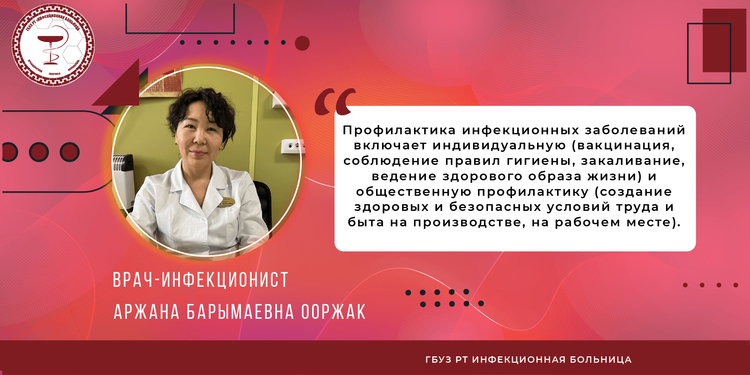 Профилактика инфекционных заболеваний
включает индивидуальную (вакцинация,
соблюдение правил гигиены, закаливание,
ведение здорового образа жизни) и
общественную профилактику (создание
здоровых и безопасных условий труда и
быта на производстве, на рабочем месте).
ВРАЧ-ИНФЕКЦИОНИСТ
АРЖАНА БАРЫМАЕВНА ООРЖАК
ГБУЗ РТ ИНФЕКЦИОННАЯ БОЛЬНИЦА